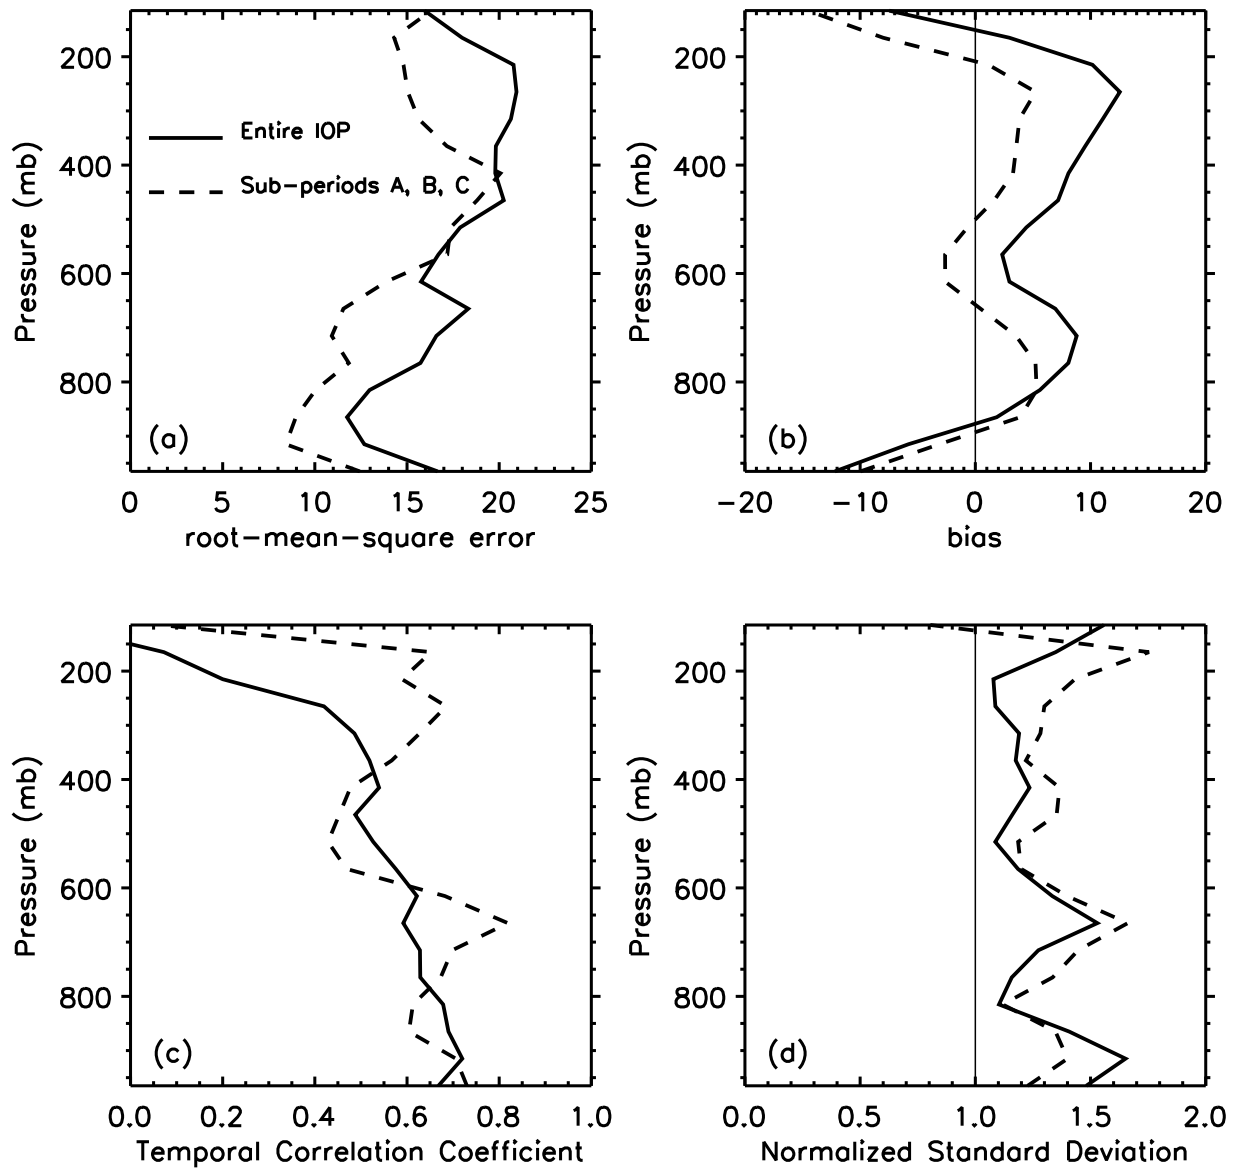 200
400
600
800
Pressure (mb)
Entire IOP
Sub-periods A, B, C
(a)
0 5 10 15 20 25
root-mean-square error
200
400
600
800
Pressure (mb)
(b)
-20 -10 0 10 20
bias
200
400
600
800
Pressure (mb)
(c)
0.0 0.2 0.4 0.6 0.8 1.0
Temporal Correlation Coefficient
200
400
600
800
Pressure (mb)
(d)
0.0 0.5 1.0 1.5 2.0
Normalized Standard Deviation